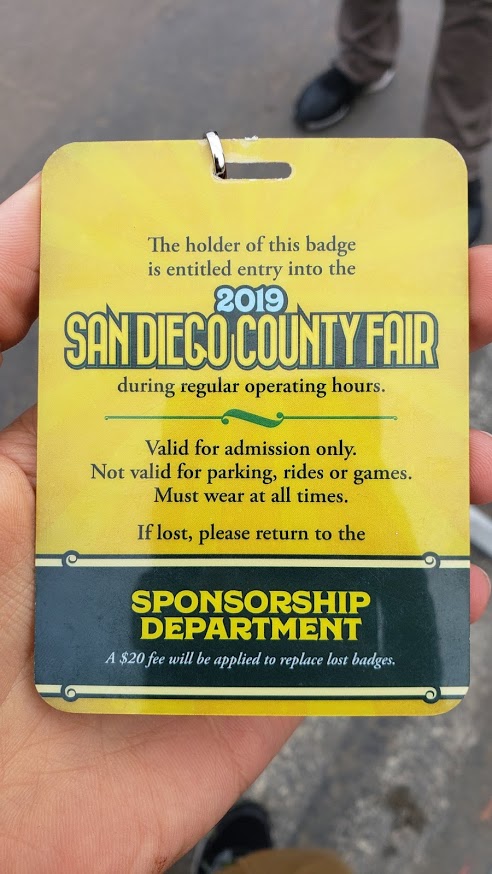 The holder of this badge
is entitled entry into the
2019
SAN DIEGO COUNTY FAIR
during regular operating hours.
Valid for admission only.
Not valid for parking, rides or games.
Must wear at all times.
If lost, please return to the
SPONSORSHIP
DEPARTMENT
A $20 fee will be applied to replace lost badges.